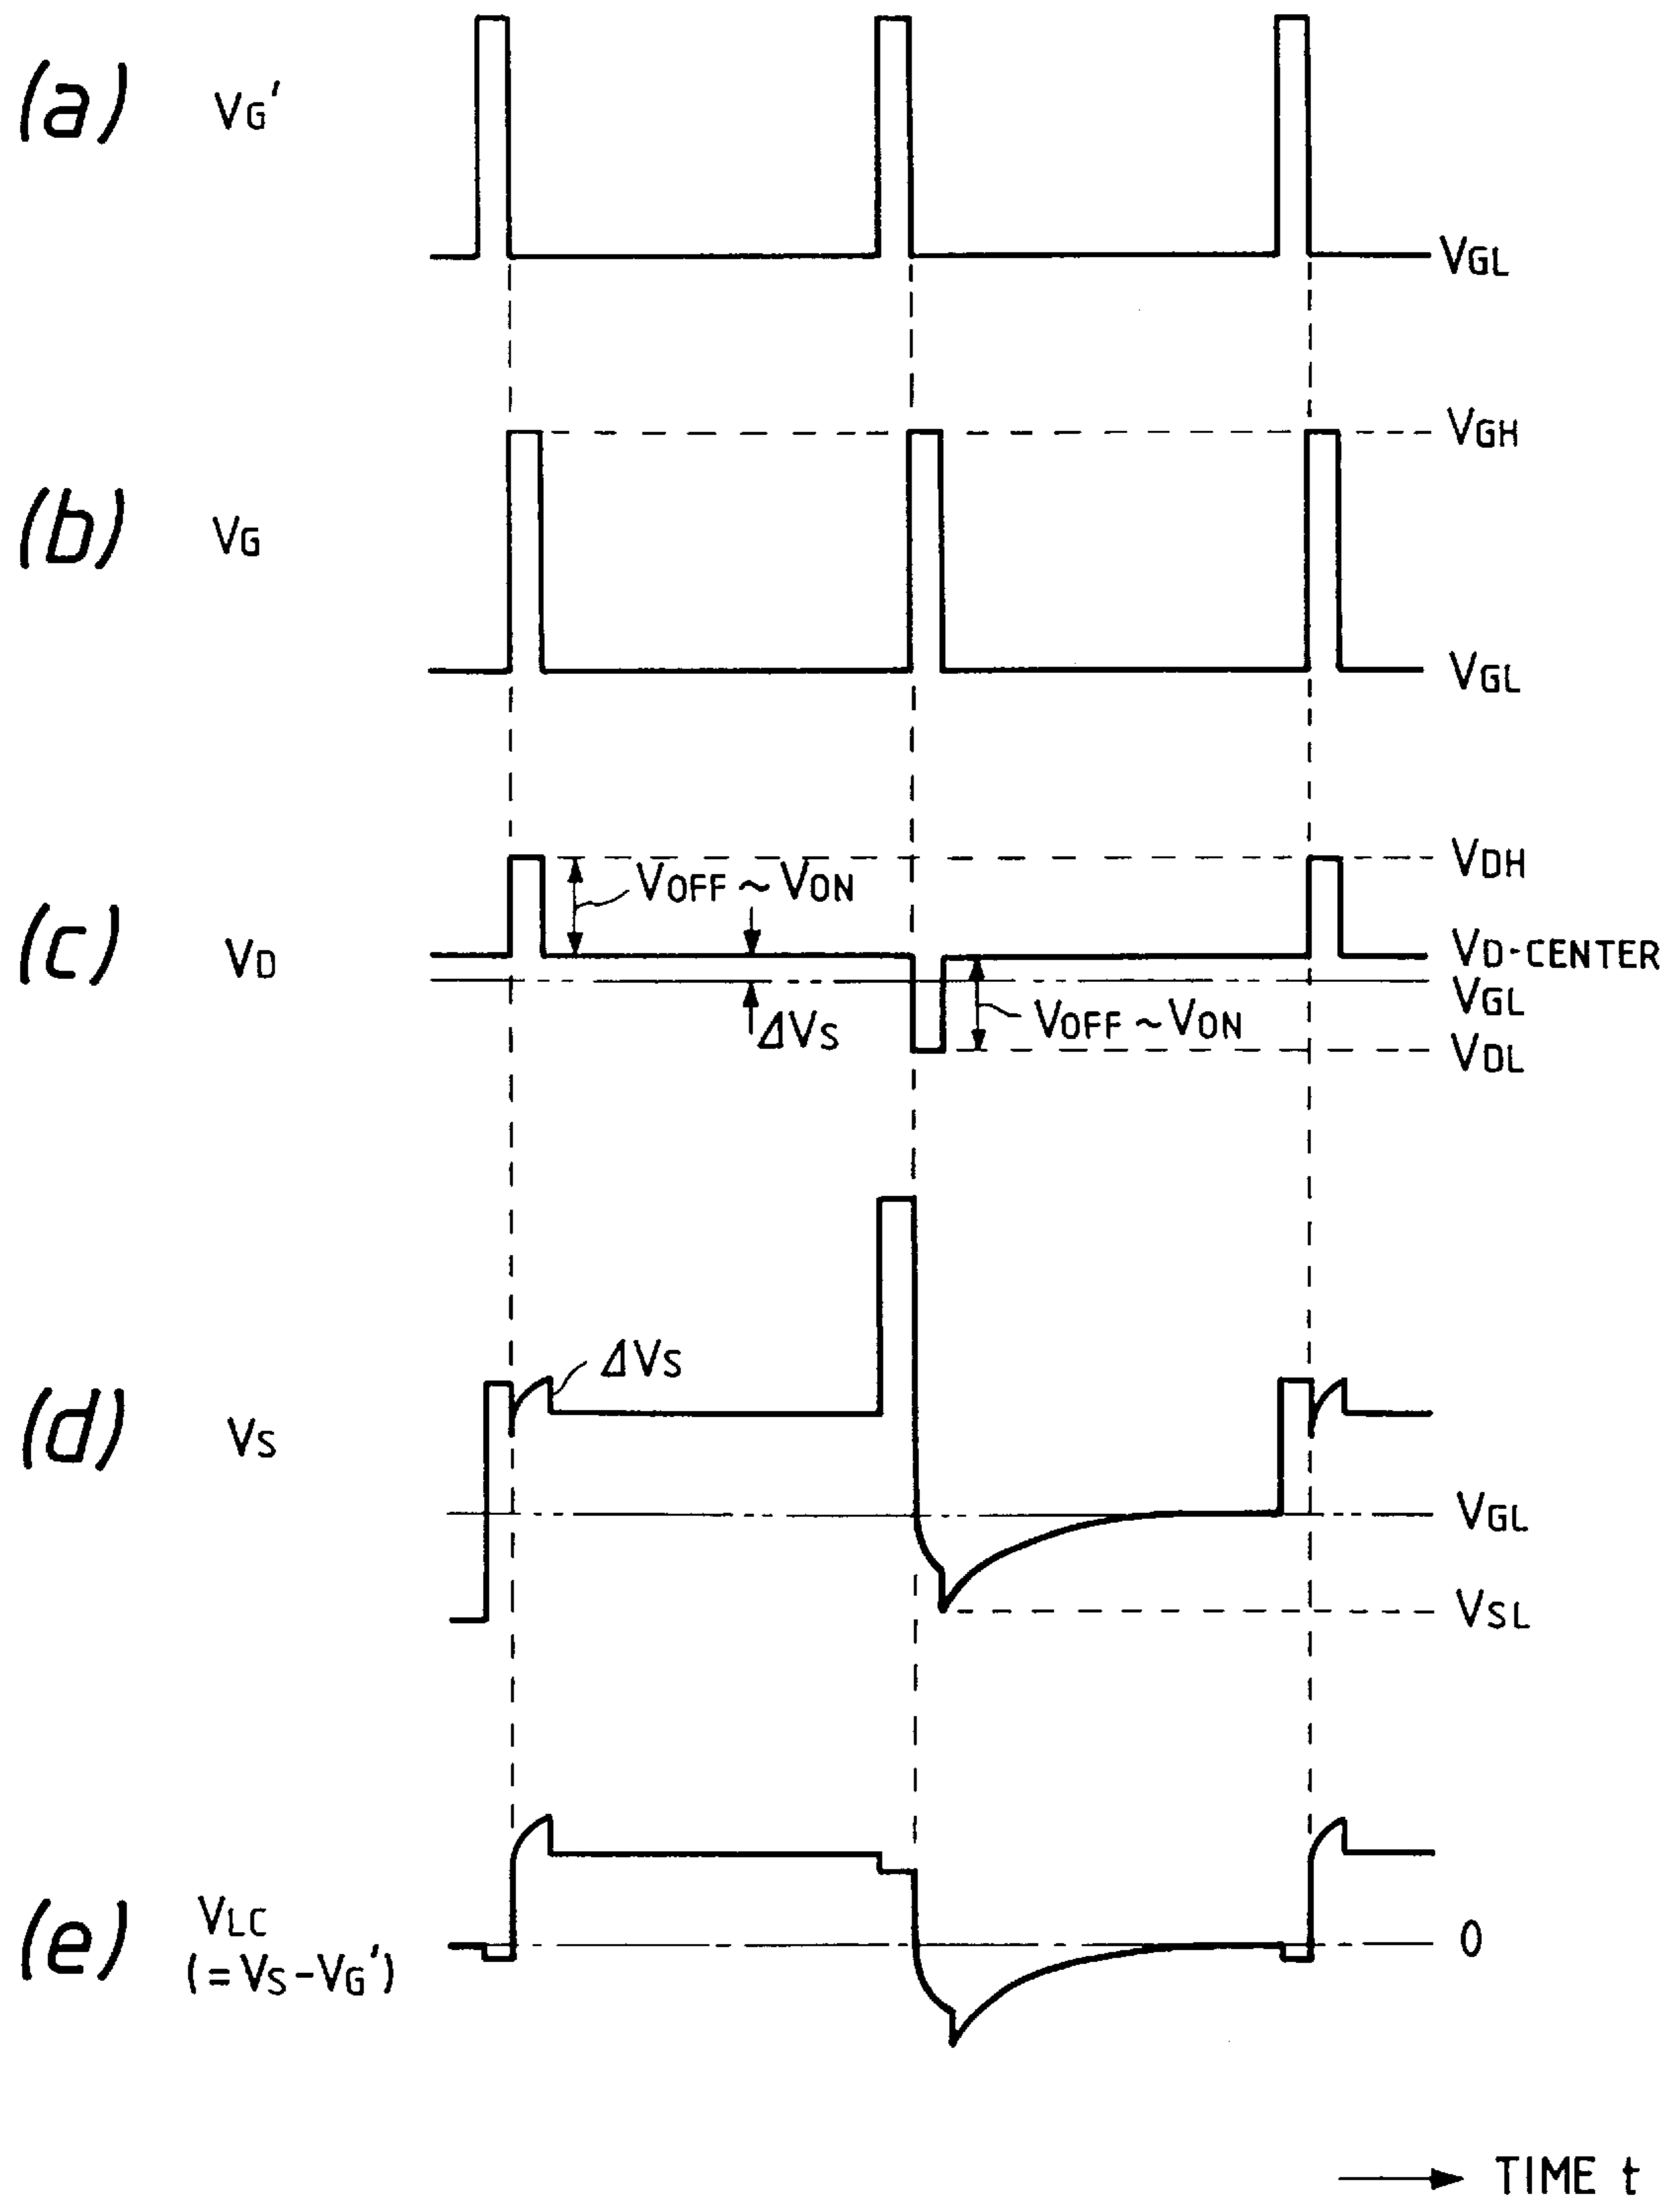 (a) VG'
VGL
VGH
(b) VG
VGL
VDH
VOFF ~ VON
(c) VD
VD·CENTER
VGL
ΔVS
VOFF ~ VON
VDL
ΔVS
(d) VS
VGL
VSL
(e) VLC
(=VS-VG')
0
TIME t